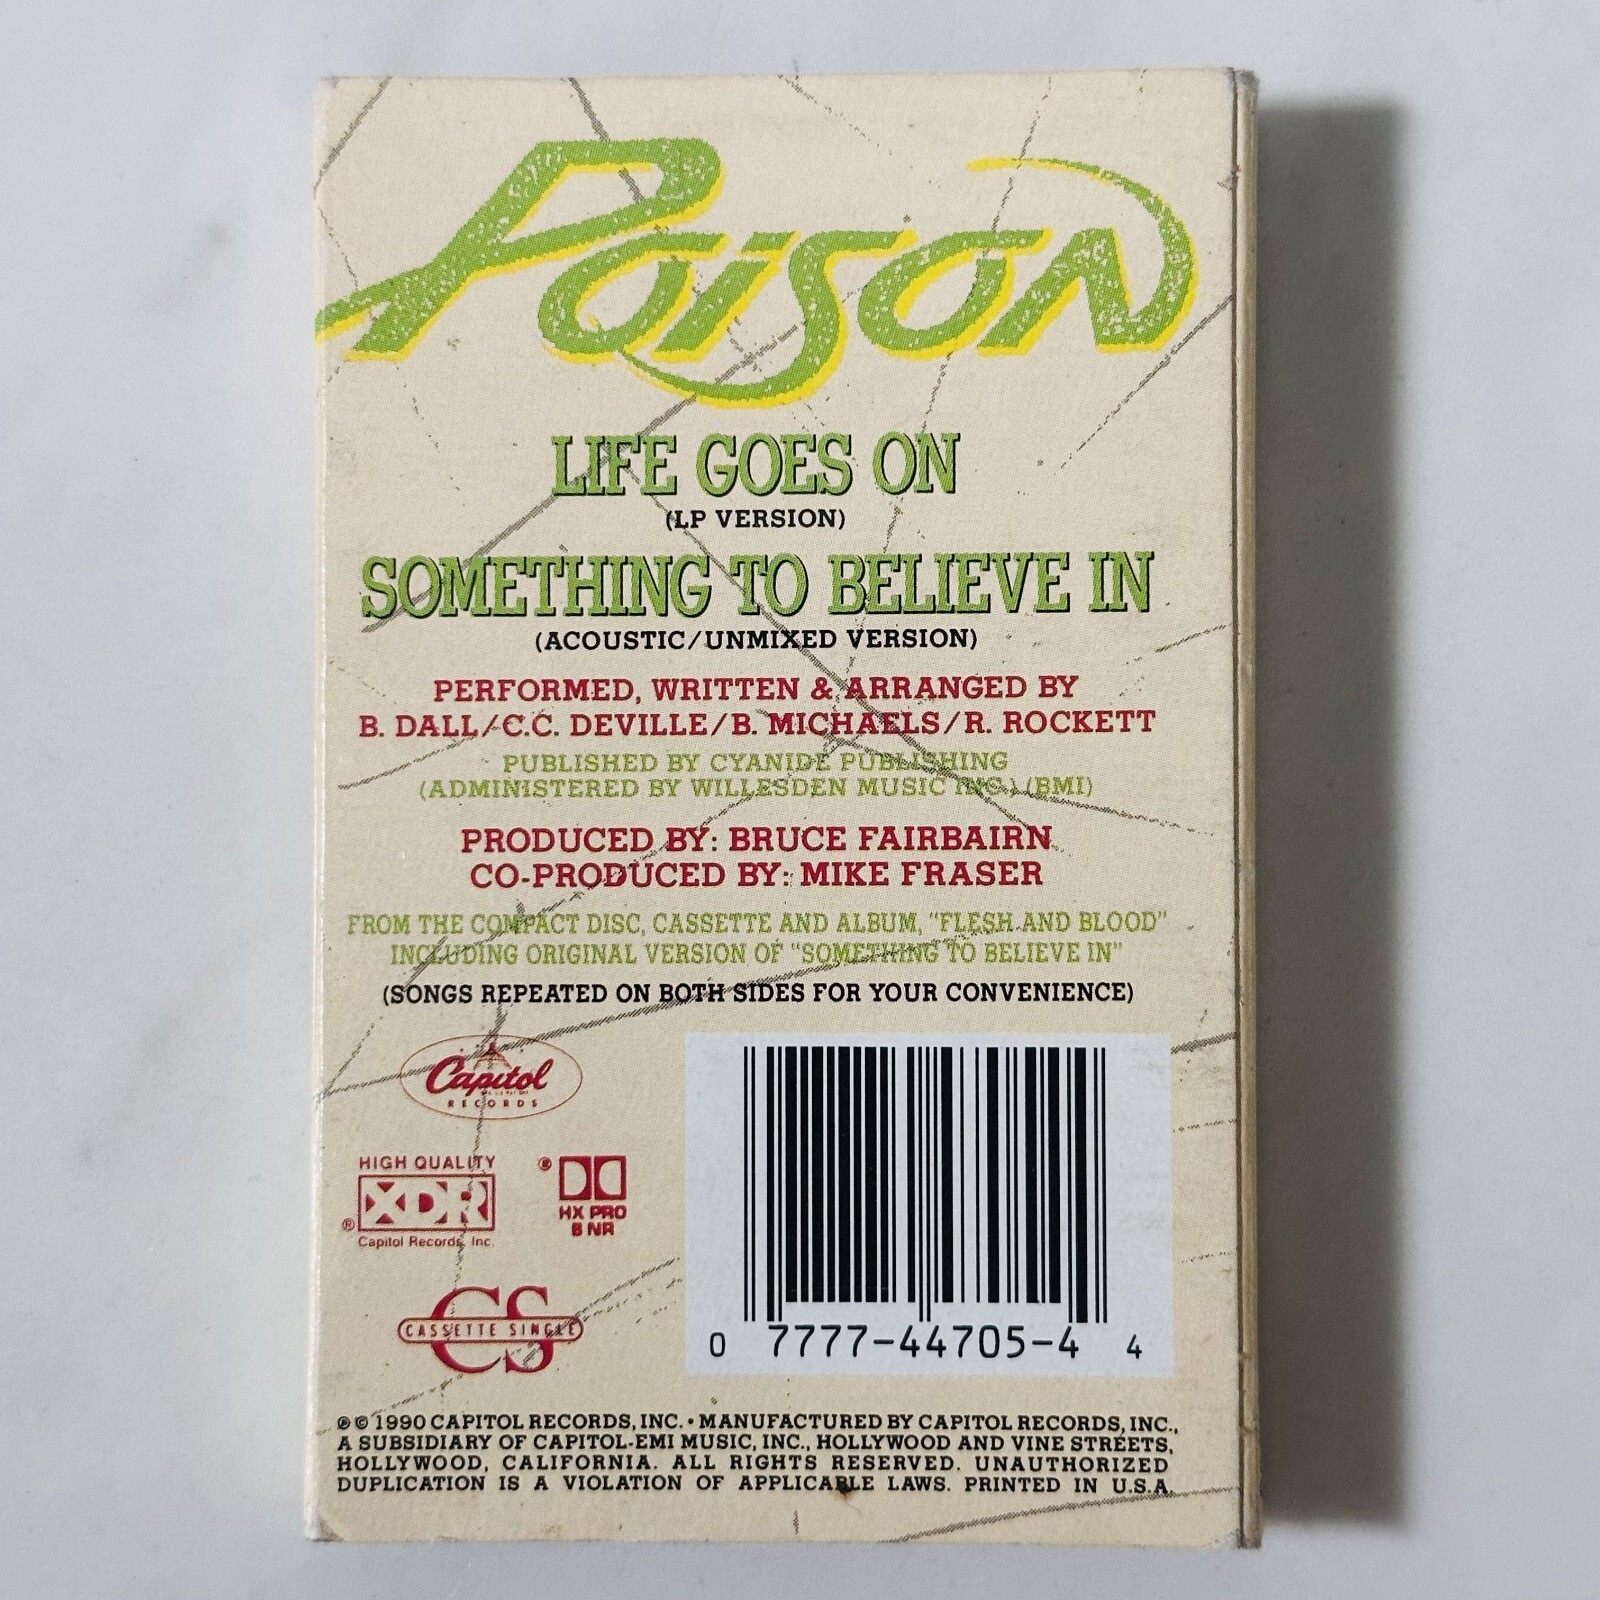 Poison
LIFE GOES ON
(LP VERSION)
SOMETHING TO BELIEVE IN
(ACOUSTIC/UNMIXED VERSION)
PERFORMED, WRITTEN & ARRANGED BY
B. DALL/C.C. DEVILLE/B. MICHAELS/R. ROCKETT
PUBLISHED BY CYANIDE PUBLISHING
(ADMINISTERED BY WILLESDEN MUSIC INC.) (BMI)
PRODUCED BY: BRUCE FAIRBAIRN
CO-PRODUCED BY: MIKE FRASER
FROM THE COMPACT DISC, CASSETTE AND ALBUM, "FLESH AND BLOOD"
INCLUDING ORIGINAL VERSION OF "SOMETHING TO BELIEVE IN"
(SONGS REPEATED ON BOTH SIDES FOR YOUR CONVENIENCE)
Capitol
RECORDS
HIGH QUALITY
XDR
® Capitol Records, Inc.
®
HX PRO
B NR
CS
CASSETTE SINGLE
0 7777-44705-4 4
℗ © 1990 CAPITOL RECORDS, INC. • MANUFACTURED BY CAPITOL RECORDS, INC.,
A SUBSIDIARY OF CAPITOL-EMI MUSIC, INC., HOLLYWOOD AND VINE STREETS,
HOLLYWOOD, CALIFORNIA. ALL RIGHTS RESERVED. UNAUTHORIZED
DUPLICATION IS A VIOLATION OF APPLICABLE LAWS. PRINTED IN U.S.A.